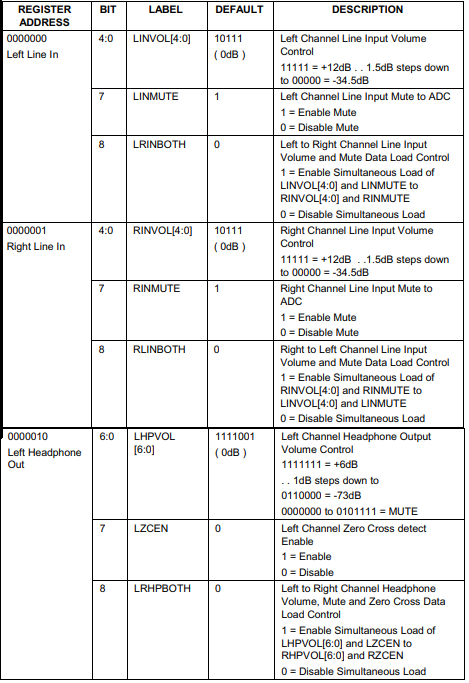 REGISTER ADDRESS BIT LABEL DEFAULT DESCRIPTION
0000000 4:0 LINVOL[4:0] 10111 Left Channel Line Input Volume
Left Line In ( 0dB ) Control
11111 = +12dB . . 1.5dB steps down
to 00000 = -34.5dB
7 LINMUTE 1 Left Channel Line Input Mute to ADC
1 = Enable Mute
0 = Disable Mute
8 LRINBOTH 0 Left to Right Channel Line Input
Volume and Mute Data Load Control
1 = Enable Simultaneous Load of
LINVOL[4:0] and LINMUTE to
RINVOL[4:0] and RINMUTE
0 = Disable Simultaneous Load
0000001 4:0 RINVOL[4:0] 10111 Right Channel Line Input Volume
Right Line In ( 0dB ) Control
11111 = +12dB . .1.5dB steps down
to 00000 = -34.5dB
7 RINMUTE 1 Right Channel Line Input Mute to
ADC
1 = Enable Mute
0 = Disable Mute
8 RLINBOTH 0 Right to Left Channel Line Input
Volume and Mute Data Load Control
1 = Enable Simultaneous Load of
RINVOL[4:0] and RINMUTE to
LINVOL[4:0] and LINMUTE
0 = Disable Simultaneous Load
0000010 6:0 LHPVOL 1111001 Left Channel Headphone Output
Left Headphone [6:0] ( 0dB ) Volume Control
Out 1111111 = +6dB
. . 1dB steps down to
0110000 = -73dB
0000000 to 0101111 = MUTE
7 LZCEN 0 Left Channel Zero Cross detect
Enable
1 = Enable
0 = Disable
8 LRHPBOTH 0 Left to Right Channel Headphone
Volume, Mute and Zero Cross Data
Load Control
1 = Enable Simultaneous Load of
LHPVOL[6:0] and LZCEN to
RHPVOL[6:0] and RZCEN
0 = Disable Simultaneous Load